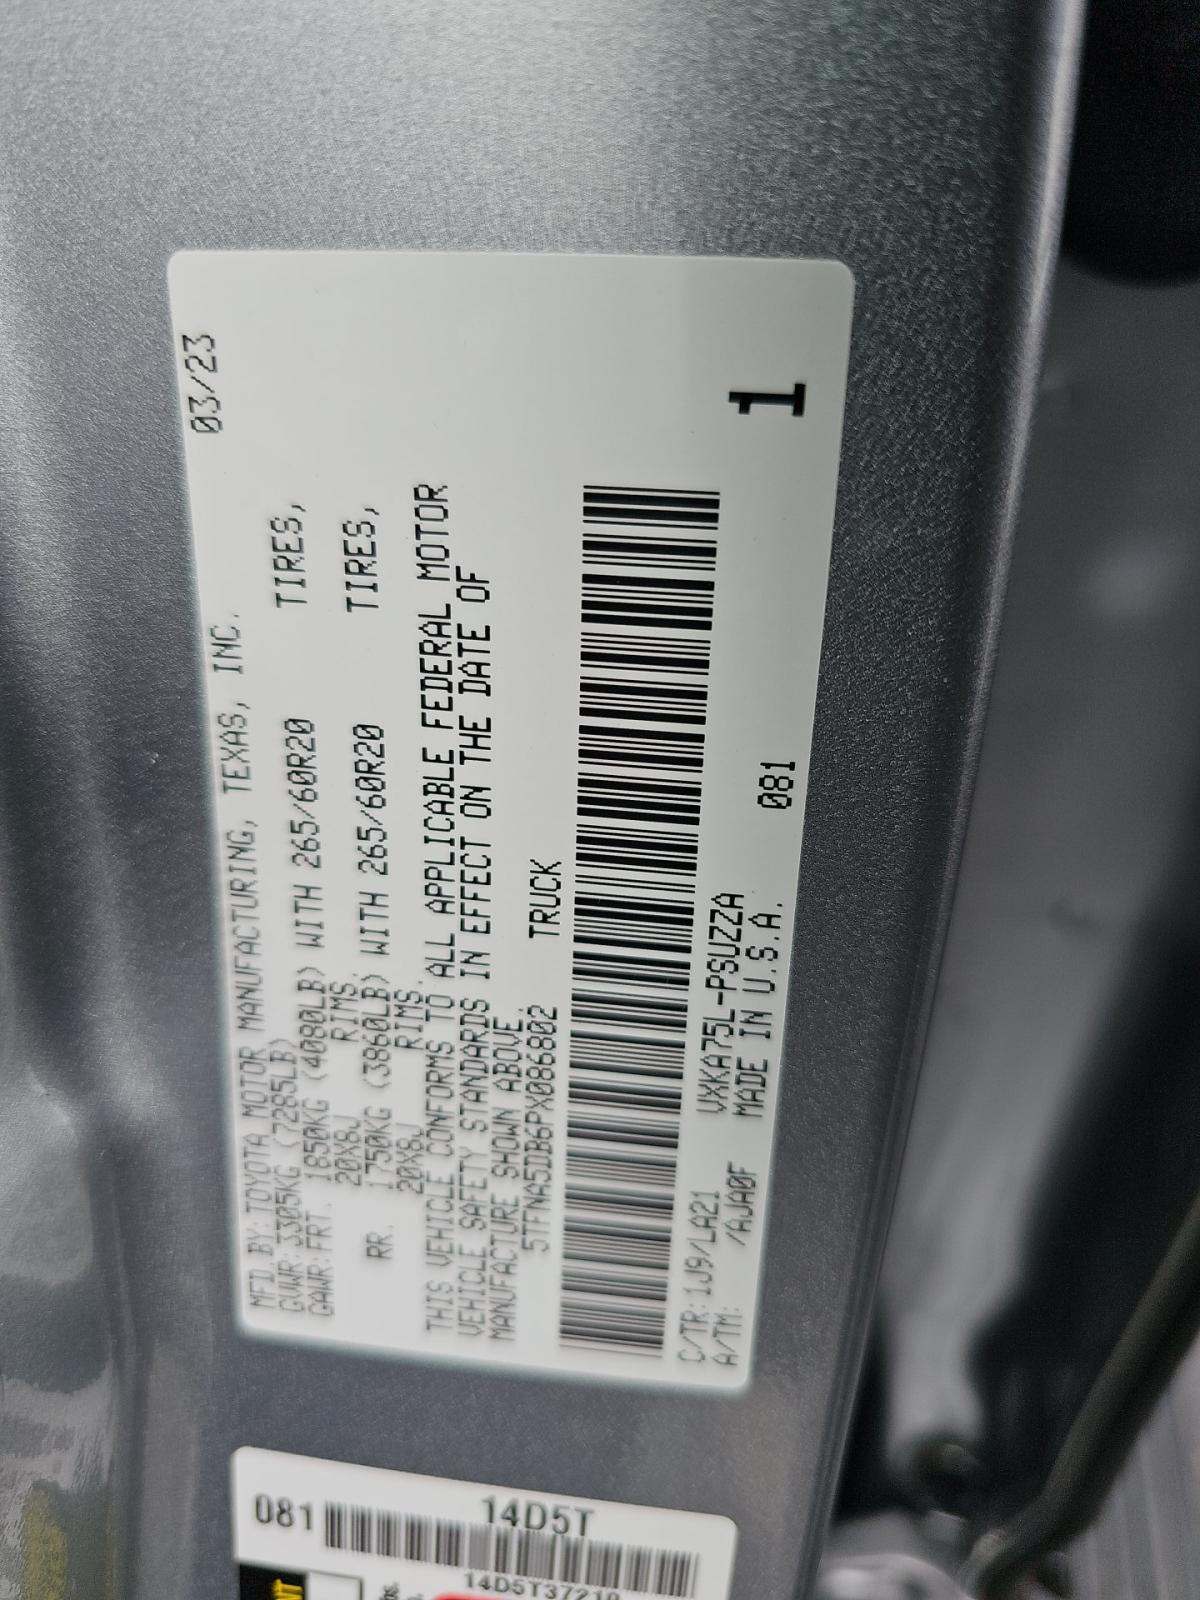 MFD.BY:TOYOTA MOTOR MANUFACTURING, TEXAS, INC. 03/23
GVWR:3305KG (7285LB)
GAWR:FRT. 1850KG (4080LB) WITH 265/60R20 TIRES,
20X8J RIMS.
RR. 1750KG (3860LB) WITH 265/60R20 TIRES,
20X8J RIMS.
THIS VEHICLE CONFORMS TO ALL APPLICABLE FEDERAL MOTOR
VEHICLE SAFETY STANDARDS IN EFFECT ON THE DATE OF
MANUFACTURE SHOWN ABOVE.
5TFNA5DB6PX086802 TRUCK
C/TR:1J9/LA21 VXKA75L-PSUZZA 1
A/TM: /AJA0F MADE IN U.S.A. 081
081 14D5T